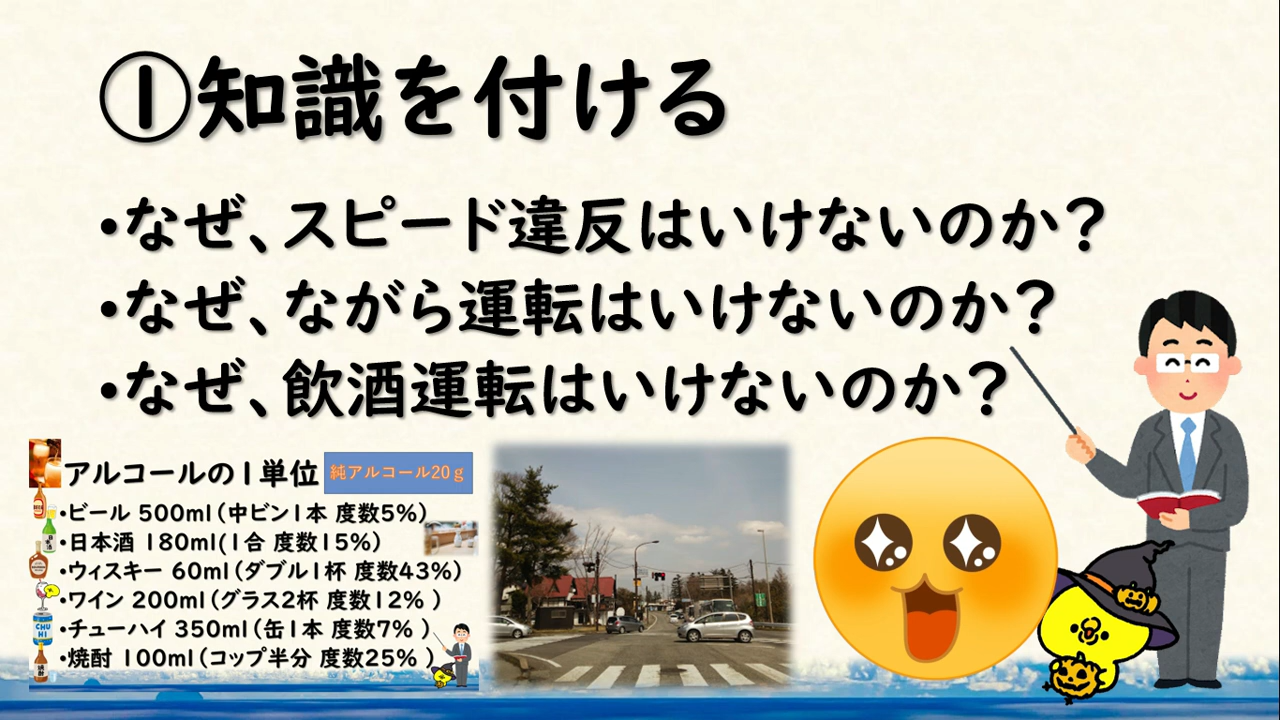 ①知識を付ける
•なぜ、スピード違反はいけないのか？
•なぜ、ながら運転はいけないのか？
•なぜ、飲酒運転はいけないのか？
アルコールの1単位 純アルコール20g
•ビール 500ml(中ビン1本 度数5%)
•日本酒 180ml(1合 度数15%)
•ウィスキー 60ml(ダブル1杯 度数43%)
•ワイン 200ml(グラス2杯 度数12% )
•チューハイ 350ml(缶1本 度数7% )
•焼酎 100ml(コップ半分 度数25% )
CHU
HI